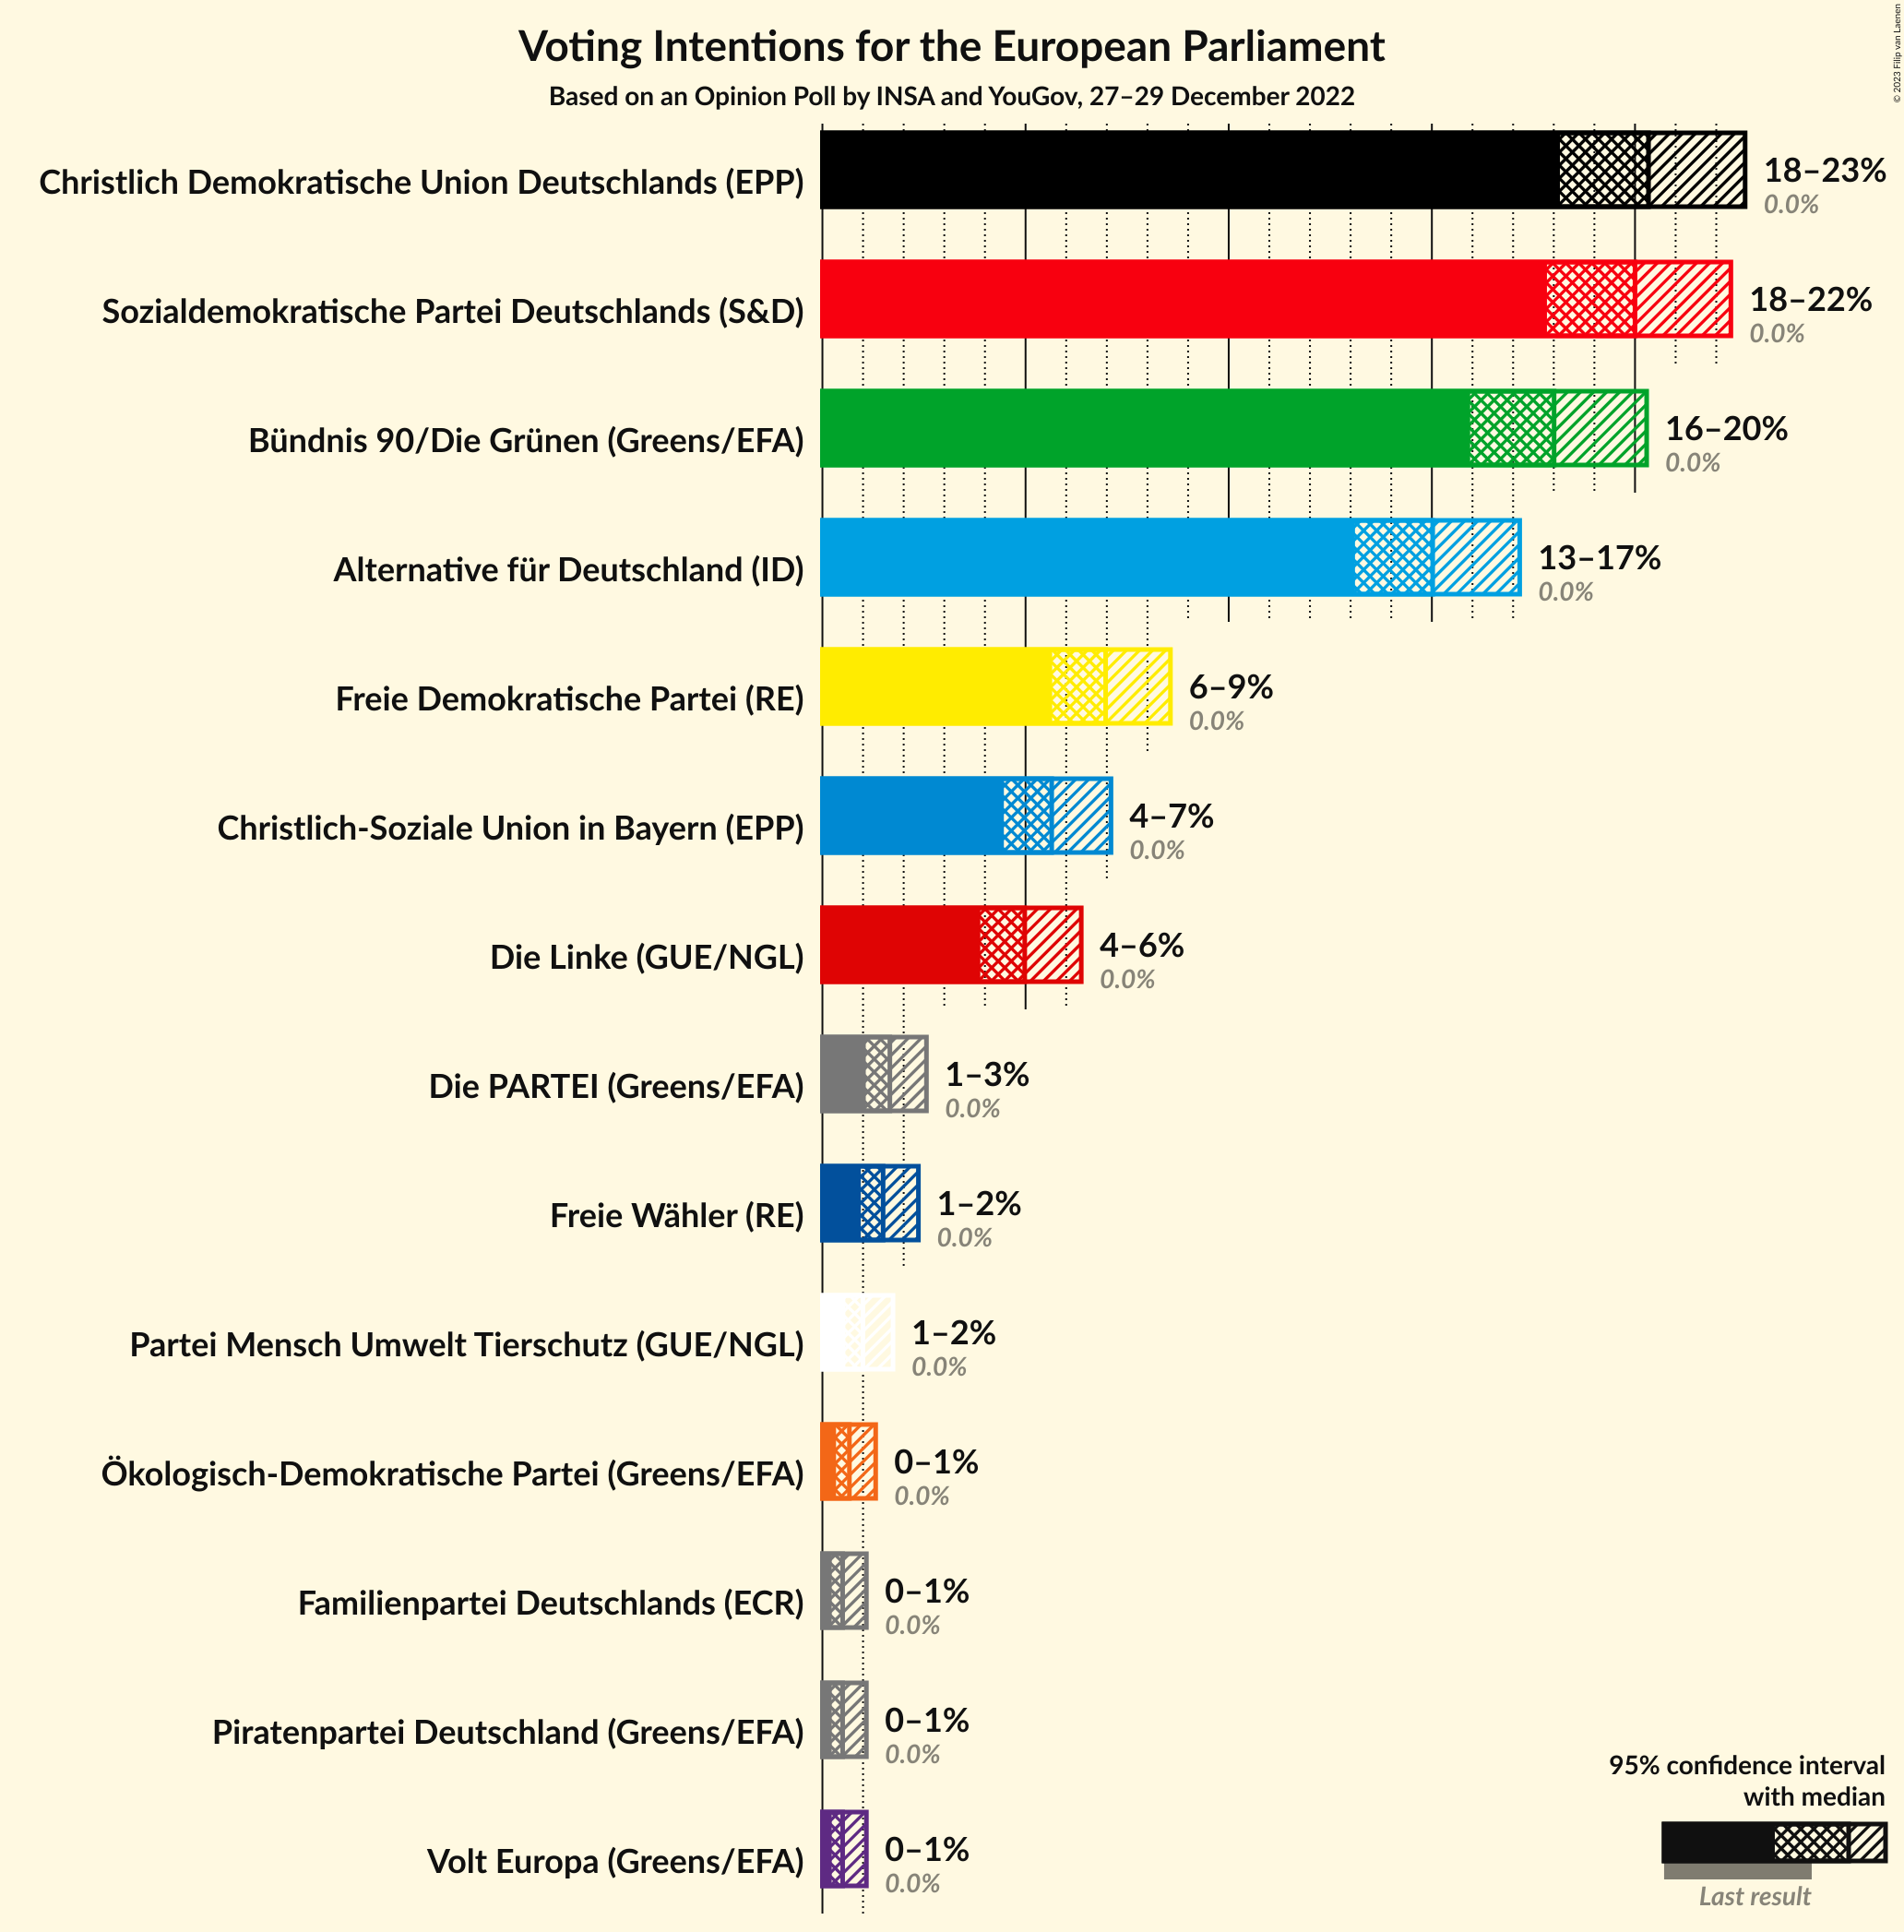 Voting Intentions for the European Parliament
Based on an Opinion Poll by INSA and YouGov, 27–29 December 2022
© 2023 Filip van Laenen
Christlich Demokratische Union Deutschlands (EPP)
18–23%
0.0%
Sozialdemokratische Partei Deutschlands (S&D)
18–22%
0.0%
Bündnis 90/Die Grünen (Greens/EFA)
16–20%
0.0%
Alternative für Deutschland (ID)
13–17%
0.0%
Freie Demokratische Partei (RE)
6–9%
0.0%
Christlich-Soziale Union in Bayern (EPP)
4–7%
0.0%
Die Linke (GUE/NGL)
4–6%
0.0%
Die PARTEI (Greens/EFA)
1–3%
0.0%
Freie Wähler (RE)
1–2%
0.0%
Partei Mensch Umwelt Tierschutz (GUE/NGL)
1–2%
0.0%
Ökologisch-Demokratische Partei (Greens/EFA)
0–1%
0.0%
Familienpartei Deutschlands (ECR)
0–1%
0.0%
Piratenpartei Deutschland (Greens/EFA)
0–1%
0.0%
Volt Europa (Greens/EFA)
0–1%
0.0%
95% confidence interval
with median
Last result